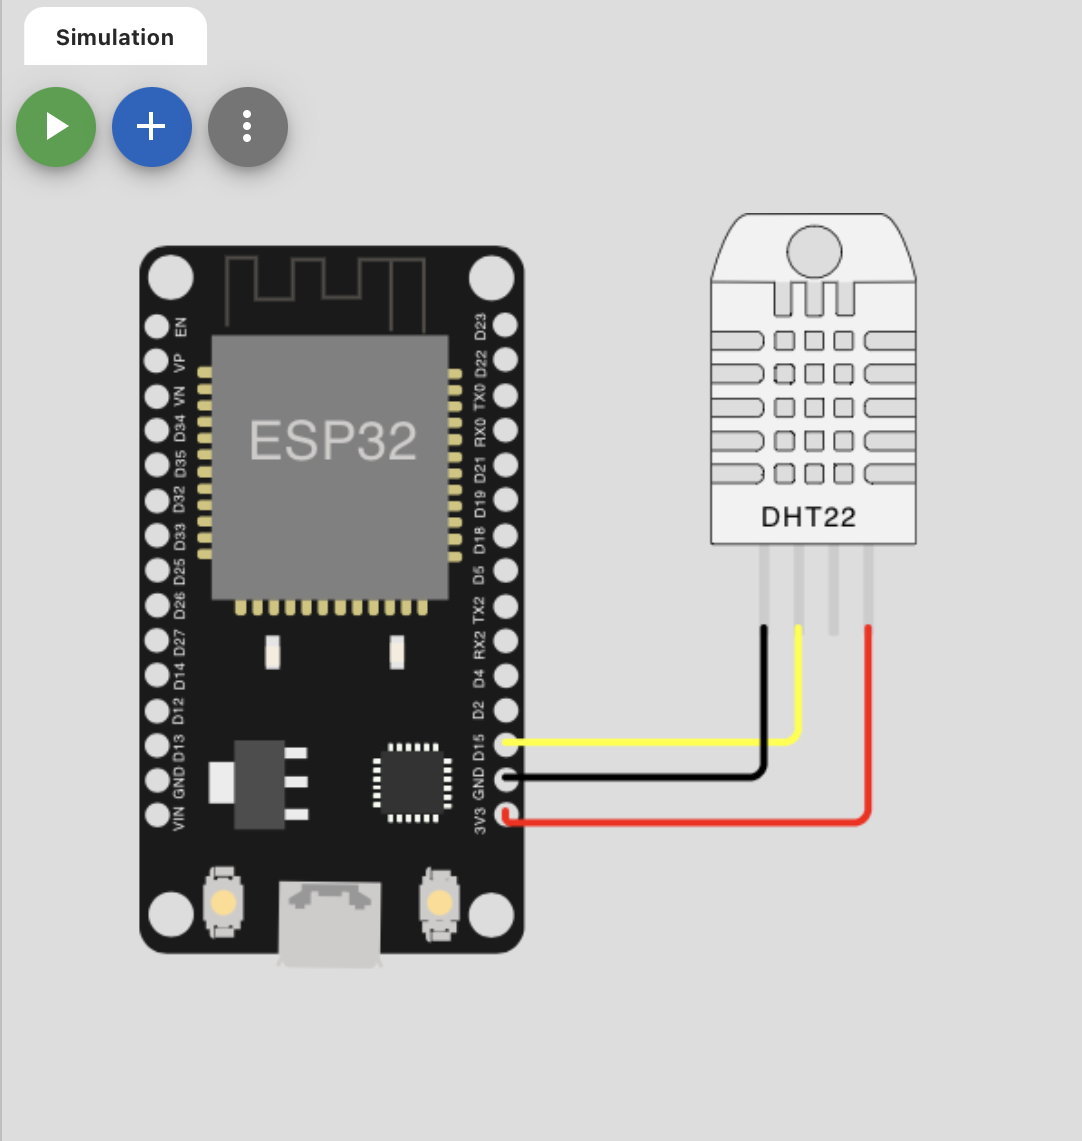 Simulation
ESP32
EN
VP
VN
D34
D35
D32
D33
D25
D26
D27
D14
D12
D13
GND
VIN
D23
D22
TX0
RX0
D21
D19
D18
D5
TX2
RX2
D4
D2
D15
GND
3V3
DHT22